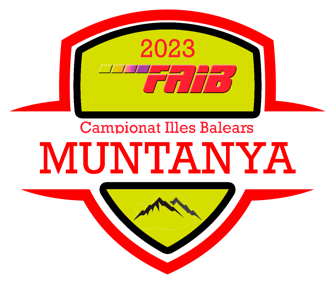 2023
FAIB
Campionat Illes Balears
MUNTANYA